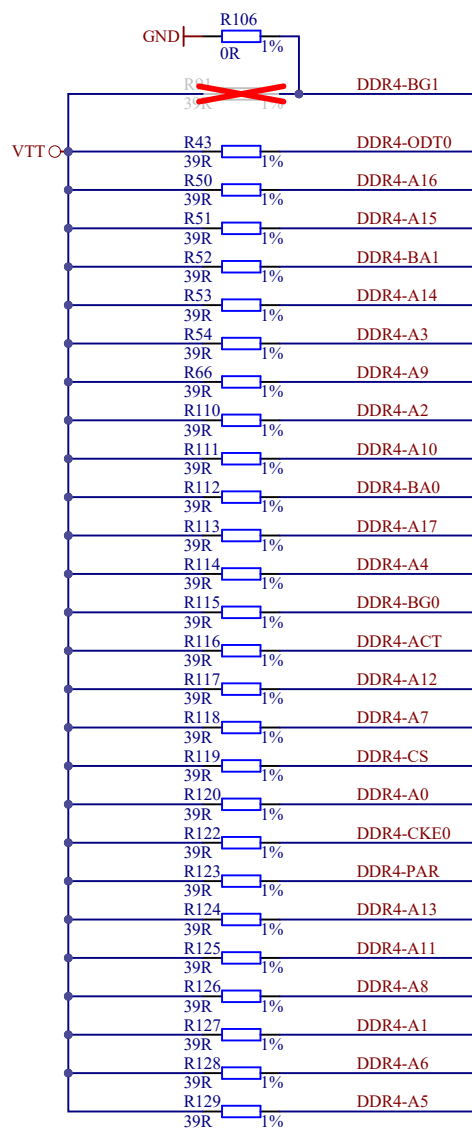 R106
GND
0R 1%
R91
39R 1%
DDR4-BG1
VTT
R43 DDR4-ODT0
39R 1%
R50 DDR4-A16
39R 1%
R51 DDR4-A15
39R 1%
R52 DDR4-BA1
39R 1%
R53 DDR4-A14
39R 1%
R54 DDR4-A3
39R 1%
R66 DDR4-A9
39R 1%
R110 DDR4-A2
39R 1%
R111 DDR4-A10
39R 1%
R112 DDR4-BA0
39R 1%
R113 DDR4-A17
39R 1%
R114 DDR4-A4
39R 1%
R115 DDR4-BG0
39R 1%
R116 DDR4-ACT
39R 1%
R117 DDR4-A12
39R 1%
R118 DDR4-A7
39R 1%
R119 DDR4-CS
39R 1%
R120 DDR4-A0
39R 1%
R122 DDR4-CKE0
39R 1%
R123 DDR4-PAR
39R 1%
R124 DDR4-A13
39R 1%
R125 DDR4-A11
39R 1%
R126 DDR4-A8
39R 1%
R127 DDR4-A1
39R 1%
R128 DDR4-A6
39R 1%
R129 DDR4-A5
39R 1%